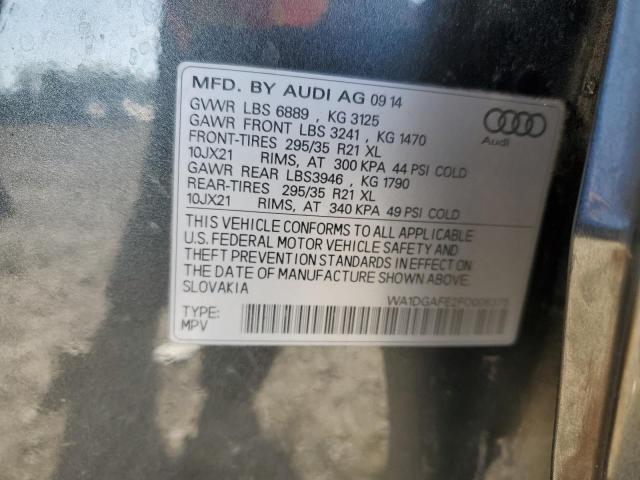 MFD. BY AUDI AG 09 14
GVWR LBS 6889 , KG 3125
GAWR FRONT LBS 3241 , KG 1470
FRONT-TIRES 295/35 R21 XL
10JX21 RIMS, AT 300 KPA 44 PSI COLD
GAWR REAR LBS3946 , KG 1790
REAR-TIRES 295/35 R21 XL
10JX21 RIMS, AT 340 KPA 49 PSI COLD
Audi
THIS VEHICLE CONFORMS TO ALL APPLICABLE
U.S. FEDERAL MOTOR VEHICLE SAFETY AND
THEFT PREVENTION STANDARDS IN EFFECT ON
THE DATE OF MANUFACTURE SHOWN ABOVE.
SLOVAKIA
TYPE:
MPV